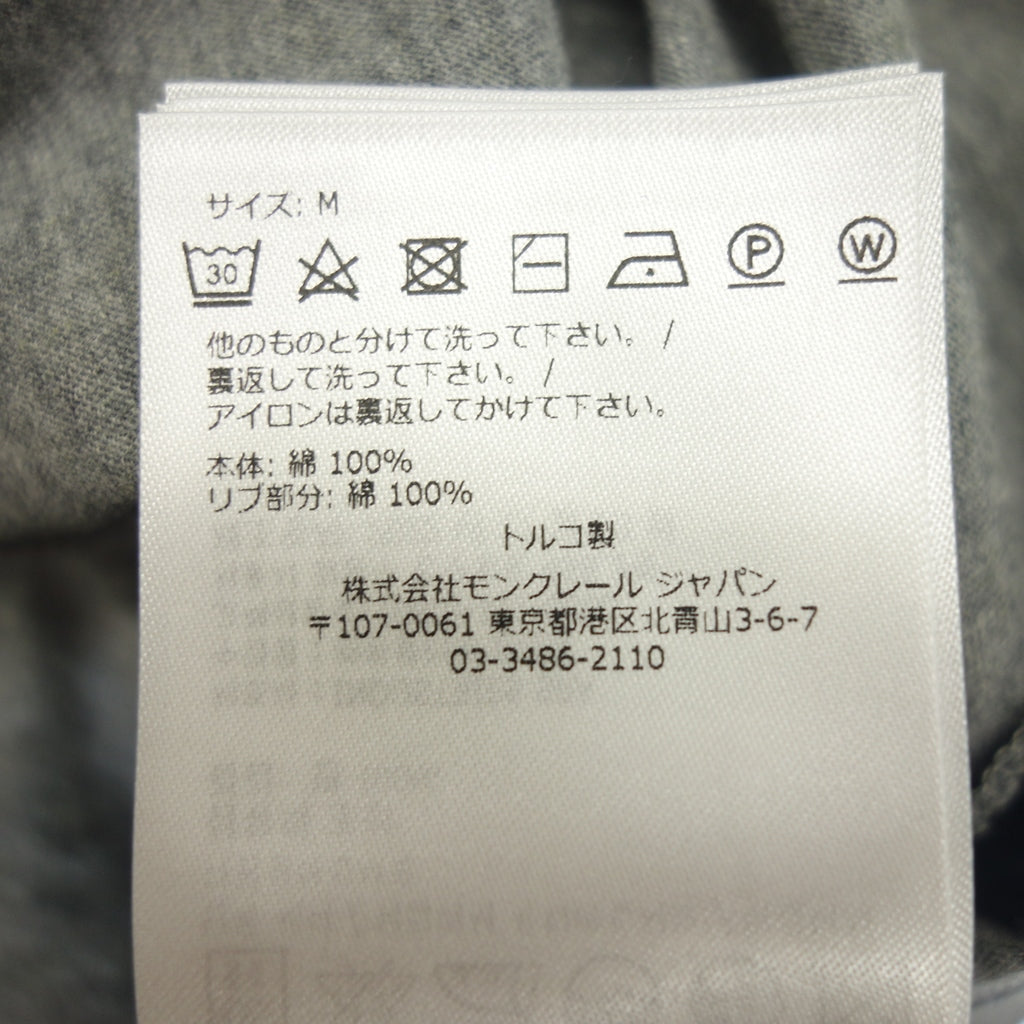 サイズ: M
30
P W
他のものと分けて洗って下さい。 /
裏返して洗って下さい。 /
アイロンは裏返してかけて下さい。
本体: 綿 100%
リブ部分: 綿 100%
トルコ製
株式会社モンクレール ジャパン
〒107-0061 東京都港区北青山3-6-7
03-3486-2110